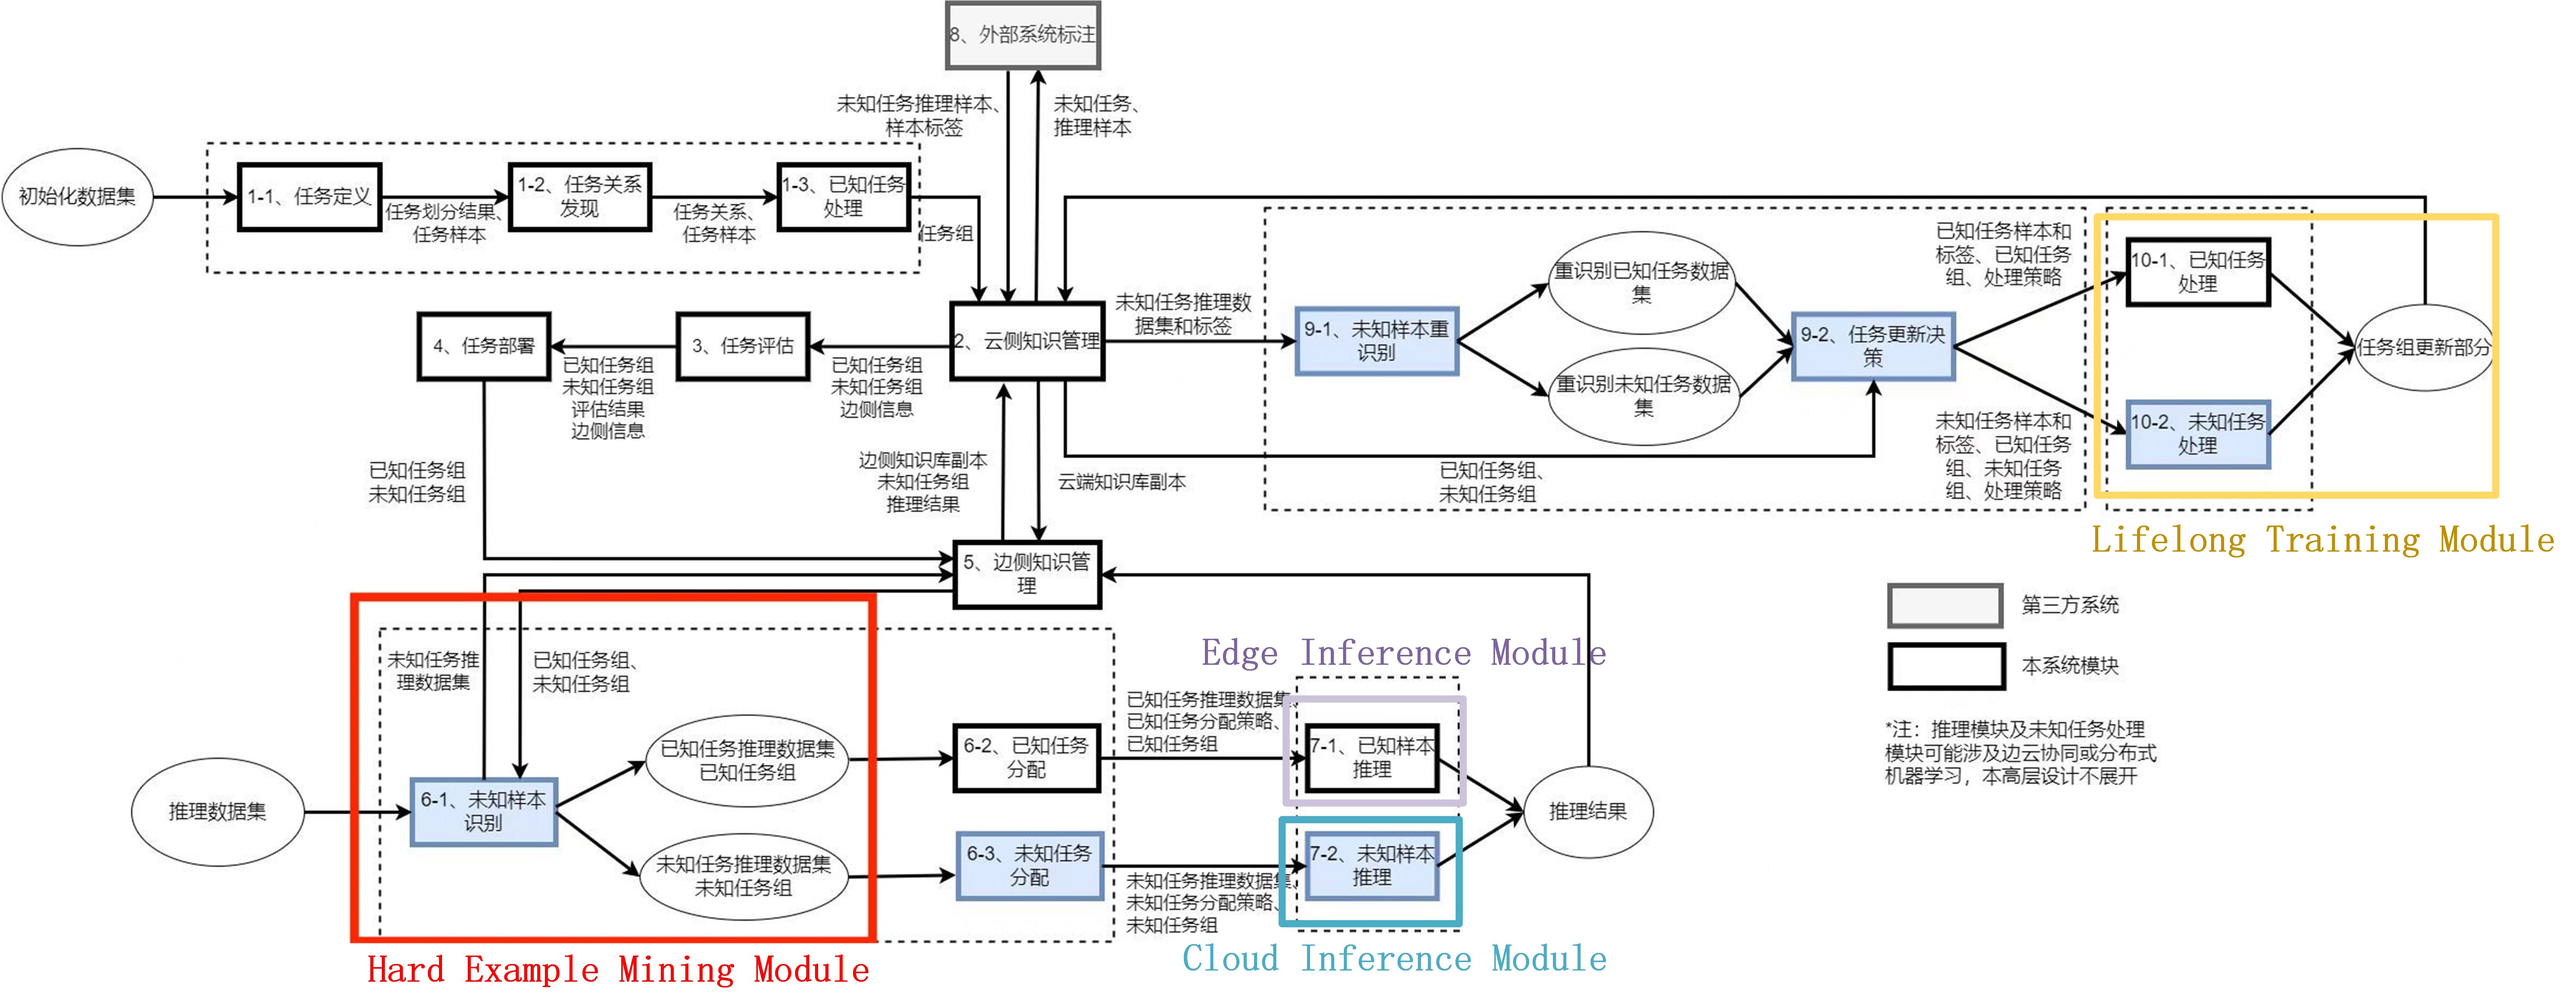 8、外部系统标注
未知任务推理样本、
样本标签
未知任务、
推理样本
初始化数据集
1-1、任务定义
任务划分结果、
任务样本
1-2、任务关系
发现
任务关系、
任务样本
1-3、已知任务
处理
任务组
4、任务部署
已知任务组
未知任务组
评估结果
边侧信息
3、任务评估
已知任务组
未知任务组
边侧信息
2、云侧知识管理
未知任务推理数
据集和标签
9-1、未知样本重
识别
重识别已知任务数据
集
重识别未知任务数据
集
9-2、任务更新决
策
已知任务样本和
标签、已知任务
组、处理策略
未知任务样本和
标签、已知任务
组、未知任务
组、处理策略
10-1、已知任务
处理
10-2、未知任务
处理
任务组更新部分
已知任务组、
未知任务组
已知任务组
未知任务组
边侧知识库副本
未知任务组
推理结果
云端知识库副本
Lifelong Training Module
5、边侧知识管
理
第三方系统
本系统模块
*注：推理模块及未知任务处理
模块可能涉及边云协同或分布式
机器学习，本高层设计不展开
未知任务推
理数据集
已知任务组、
未知任务组
推理数据集
6-1、未知样本
识别
已知任务推理数据集
已知任务组
未知任务推理数据集
未知任务组
6-2、已知任务
分配
6-3、未知任务
分配
已知任务推理数据集、
已知任务分配策略、
已知任务组
未知任务推理数据集、
未知任务分配策略、
未知任务组
Edge Inference Module
7-1、已知样本
推理
7-2、未知样本
推理
推理结果
Cloud Inference Module
Hard Example Mining Module